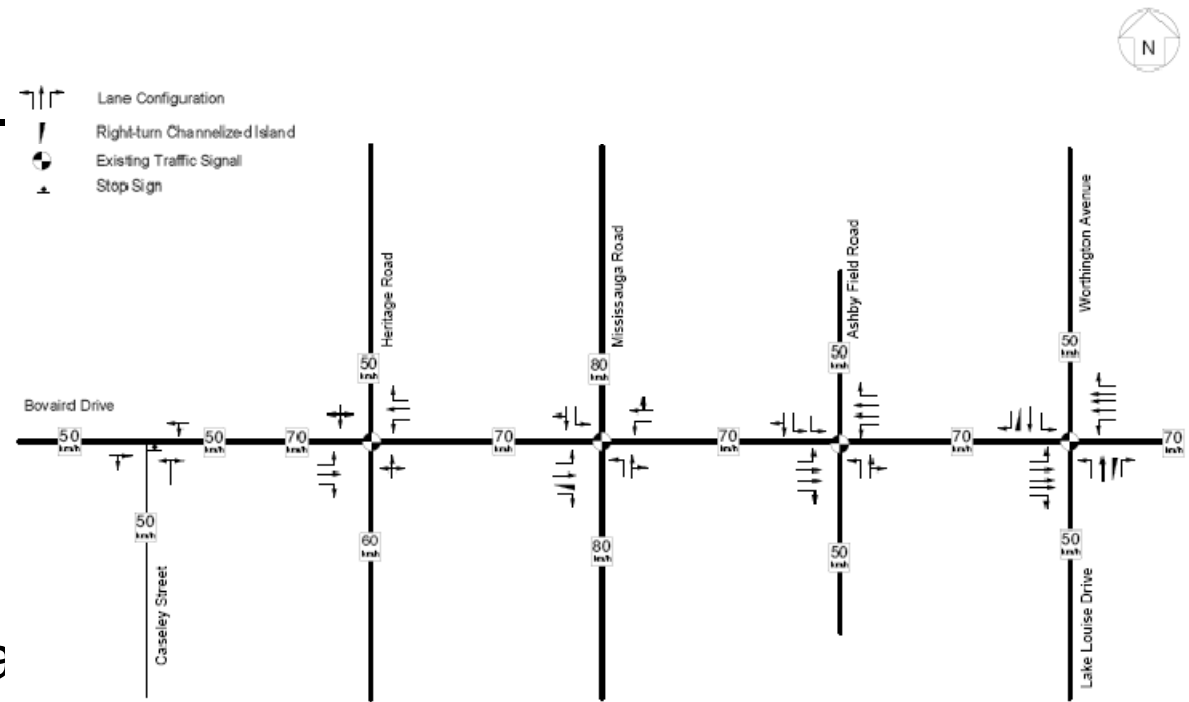 N
Lane Configuration
Right-turn Channelized Island
Existing Traffic Signal
Stop Sign
Heritage Road
Mississauga Road
Ashby Field Road
Worthington Avenue
50
km/h
80
km/h
50
km/h
50
km/h
Bovaird Drive
50
km/h
50
km/h
70
km/h
70
km/h
70
km/h
70
km/h
70
km/h
50
km/h
60
km/h
80
km/h
50
km/h
50
km/h
Caseley Street
Lake Louise Drive